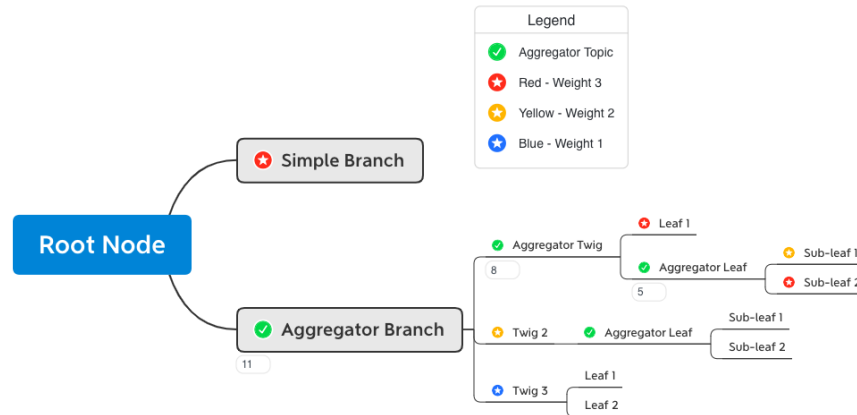 Legend
Aggregator Topic
Red - Weight 3
Yellow - Weight 2
Blue - Weight 1
Simple Branch
Root Node
Leaf 1
Aggregator Twig
Sub-leaf 1
8
Aggregator Leaf
Sub-leaf 2
5
Sub-leaf 1
Aggregator Branch
Twig 2
Aggregator Leaf
Sub-leaf 2
11
Leaf 1
Twig 3
Leaf 2